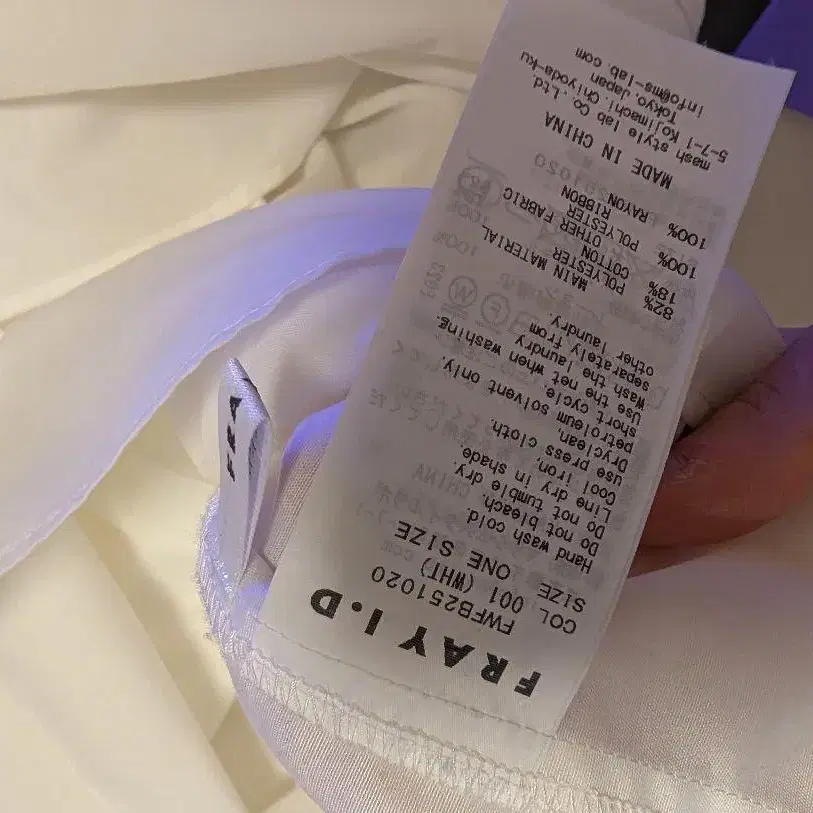 FRAY I.D
FWFB251020
COL. 001 (WHT)
SIZE ONE SIZE
Hand wash cold.
Do not bleach.
Do not tumble dry.
Line dry in shade
Cool iron.
use press cloth.
Dryclean.
petroleum solvent only.
short cycle.
Use the net when washing.
Wash the laundry
separately from
other laundry.
MAIN MATERIAL
82% POLYESTER
18% COTTON
OTHER FABRIC
100% POLYESTER
RIBBON
100% RAYON
MADE IN CHINA
mash style lab Co., Ltd.
5-7-1 Kojimachi, Chiyoda-ku
Tokyo, Japan
info@ms-lab.com
FRA